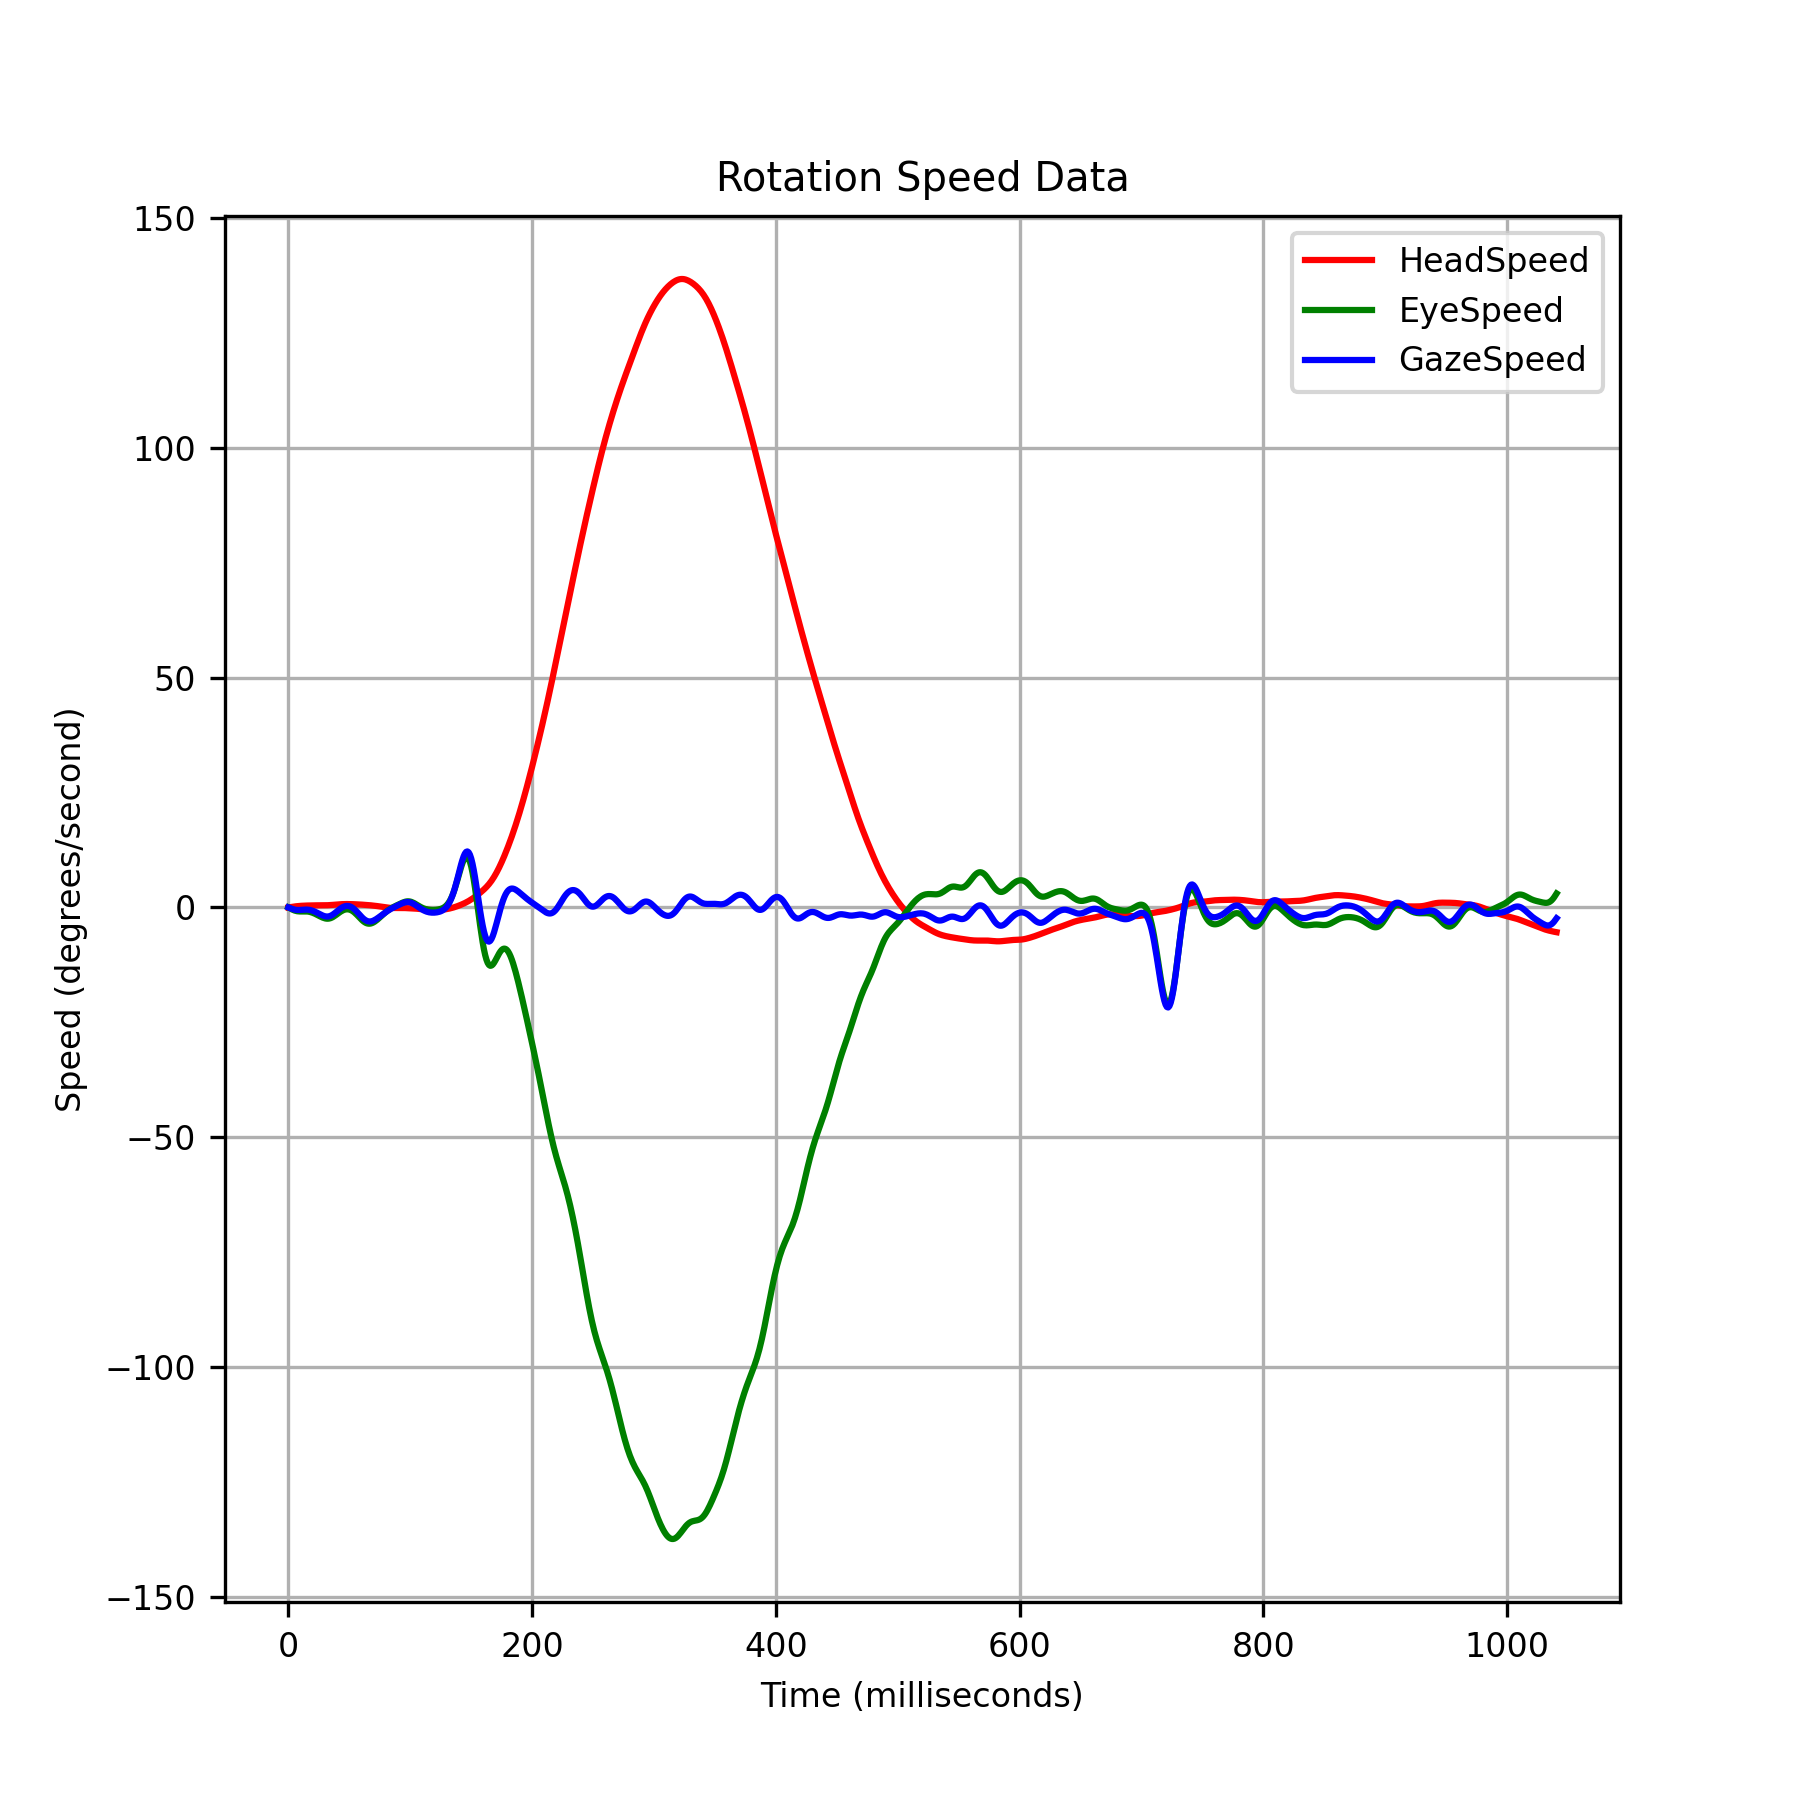 Rotation Speed Data
HeadSpeed
EyeSpeed
GazeSpeed
150
100
50
0
−50
−100
−150
Speed (degrees/second)
0 200 400 600 800 1000
Time (milliseconds)